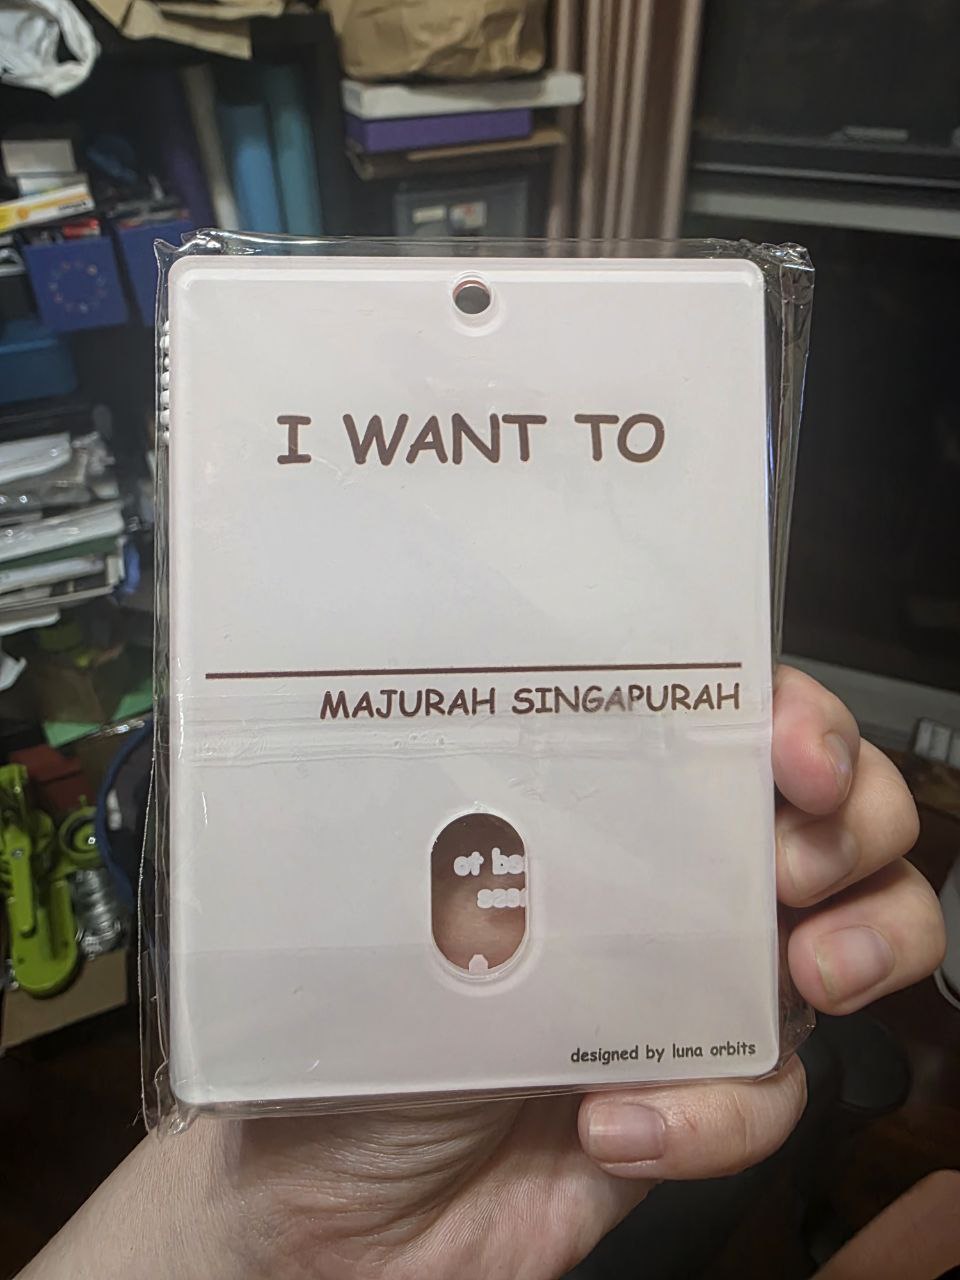 I WANT TO
MAJURAH SINGAPURAH
designed by luna orbits